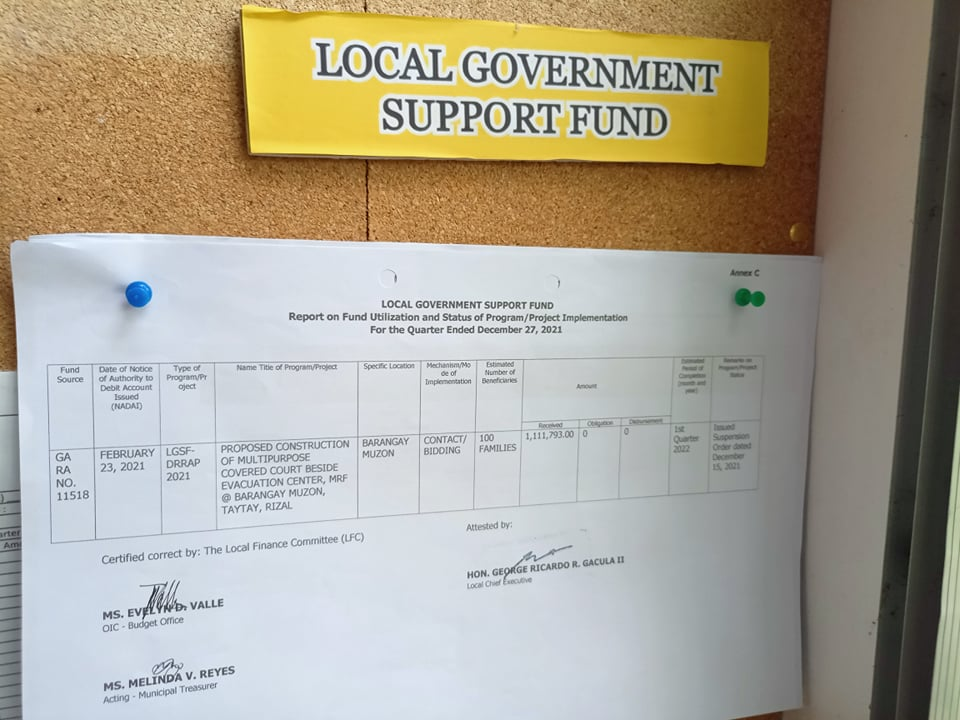 LOCAL GOVERNMENT
SUPPORT FUND
Annex C
LOCAL GOVERNMENT SUPPORT FUND
Report on Fund Utilization and Status of Program/Project Implementation
For the Quarter Ended December 27, 2021
Fund
Source
Date of Notice
of Authority to
Debit Account
Issued
(NADAI)
Type of
Program/Pr
oject
Name Title of Program/Project
Specific Location
Mechanism/Mo
de of
Implementation
Estimated
Number of
Beneficiaries
Amount
Received
Obligation
Disbursement
Estimated
Period of
Completion
(month and
year)
Remarks on
Program/Project
Status
GA
RA
NO.
11518
FEBRUARY
23, 2021
LGSF-
DRRAP
2021
PROPOSED CONSTRUCTION
OF MULTIPURPOSE
COVERED COURT BESIDE
EVACUATION CENTER, MRF
@ BARANGAY MUZON,
TAYTAY, RIZAL
BARANGAY
MUZON
CONTACT/
BIDDING
100
FAMILIES
1,111,793.00
0
0
1st
Quarter
2022
Issued
Suspension
Order dated
December
15, 2021
Certified correct by: The Local Finance Committee (LFC)
Attested by:
MS. EVELYN D. VALLE
OIC - Budget Office
HON. GEORGE RICARDO R. GACULA II
Local Chief Executive
MS. MELINDA V. REYES
Acting - Municipal Treasurer